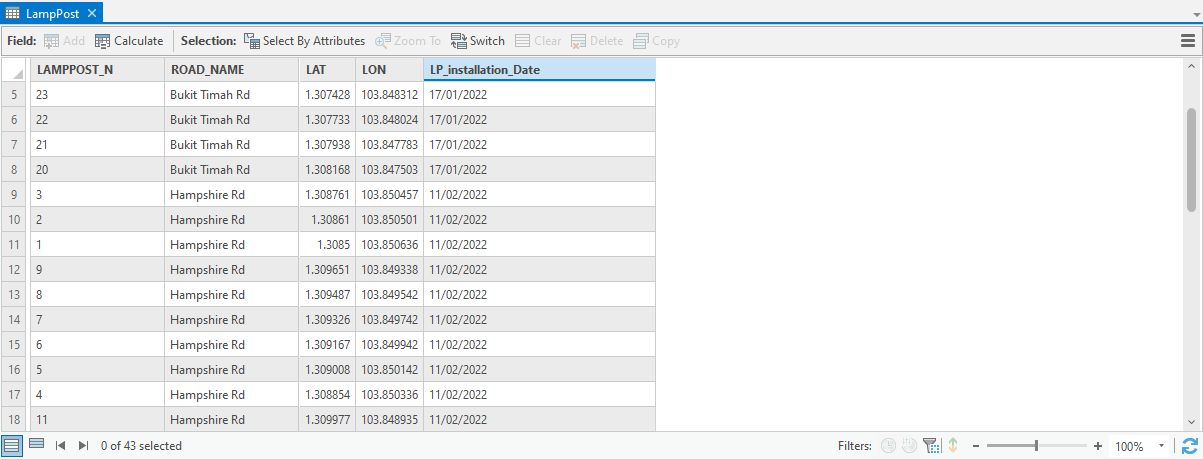 LampPost
Field: Add Calculate Selection: Select By Attributes Zoom To Switch Clear Delete Copy
LAMPPOST_N ROAD_NAME LAT LON LP_installation_Date
5 23 Bukit Timah Rd 1.307428 103.848312 17/01/2022
6 22 Bukit Timah Rd 1.307733 103.848024 17/01/2022
7 21 Bukit Timah Rd 1.307938 103.847783 17/01/2022
8 20 Bukit Timah Rd 1.308168 103.847503 17/01/2022
9 3 Hampshire Rd 1.308761 103.850457 11/02/2022
10 2 Hampshire Rd 1.30861 103.850501 11/02/2022
11 1 Hampshire Rd 1.3085 103.850636 11/02/2022
12 9 Hampshire Rd 1.309651 103.849338 11/02/2022
13 8 Hampshire Rd 1.309487 103.849542 11/02/2022
14 7 Hampshire Rd 1.309326 103.849742 11/02/2022
15 6 Hampshire Rd 1.309167 103.849942 11/02/2022
16 5 Hampshire Rd 1.309008 103.850142 11/02/2022
17 4 Hampshire Rd 1.308854 103.850336 11/02/2022
18 11 Hampshire Rd 1.309977 103.848935 11/02/2022
0 of 43 selected Filters: 100%